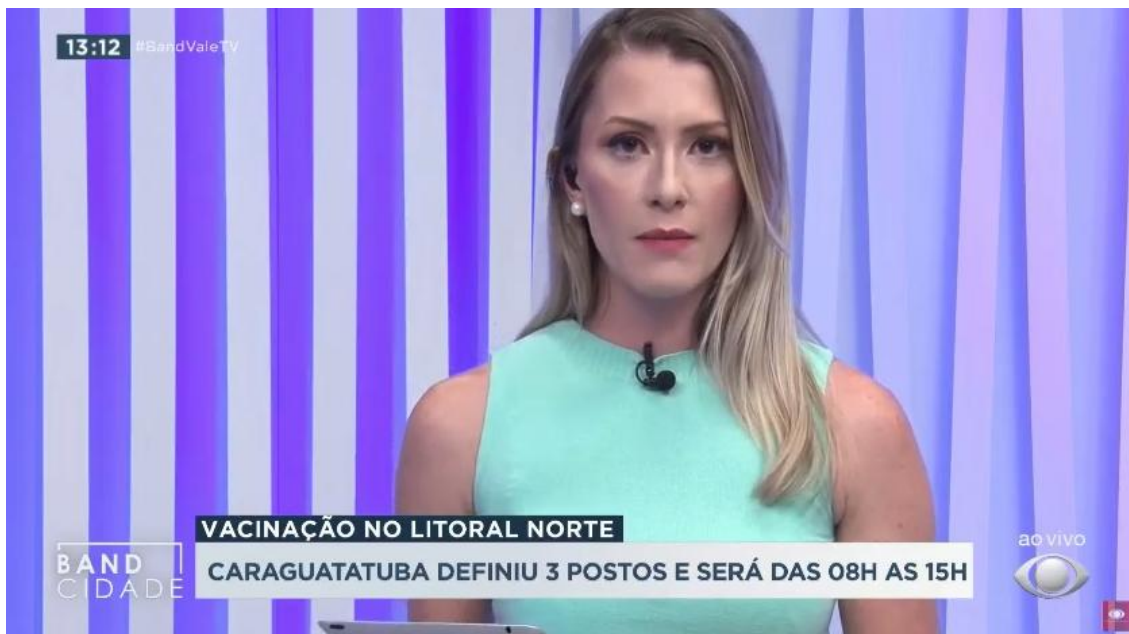 13:12 #BandValeTV
VACINAÇÃO NO LITORAL NORTE
ao vivo
BAND
CIDADE
CARAGUATATUBA DEFINIU 3 POSTOS E SERÁ DAS 08H AS 15H